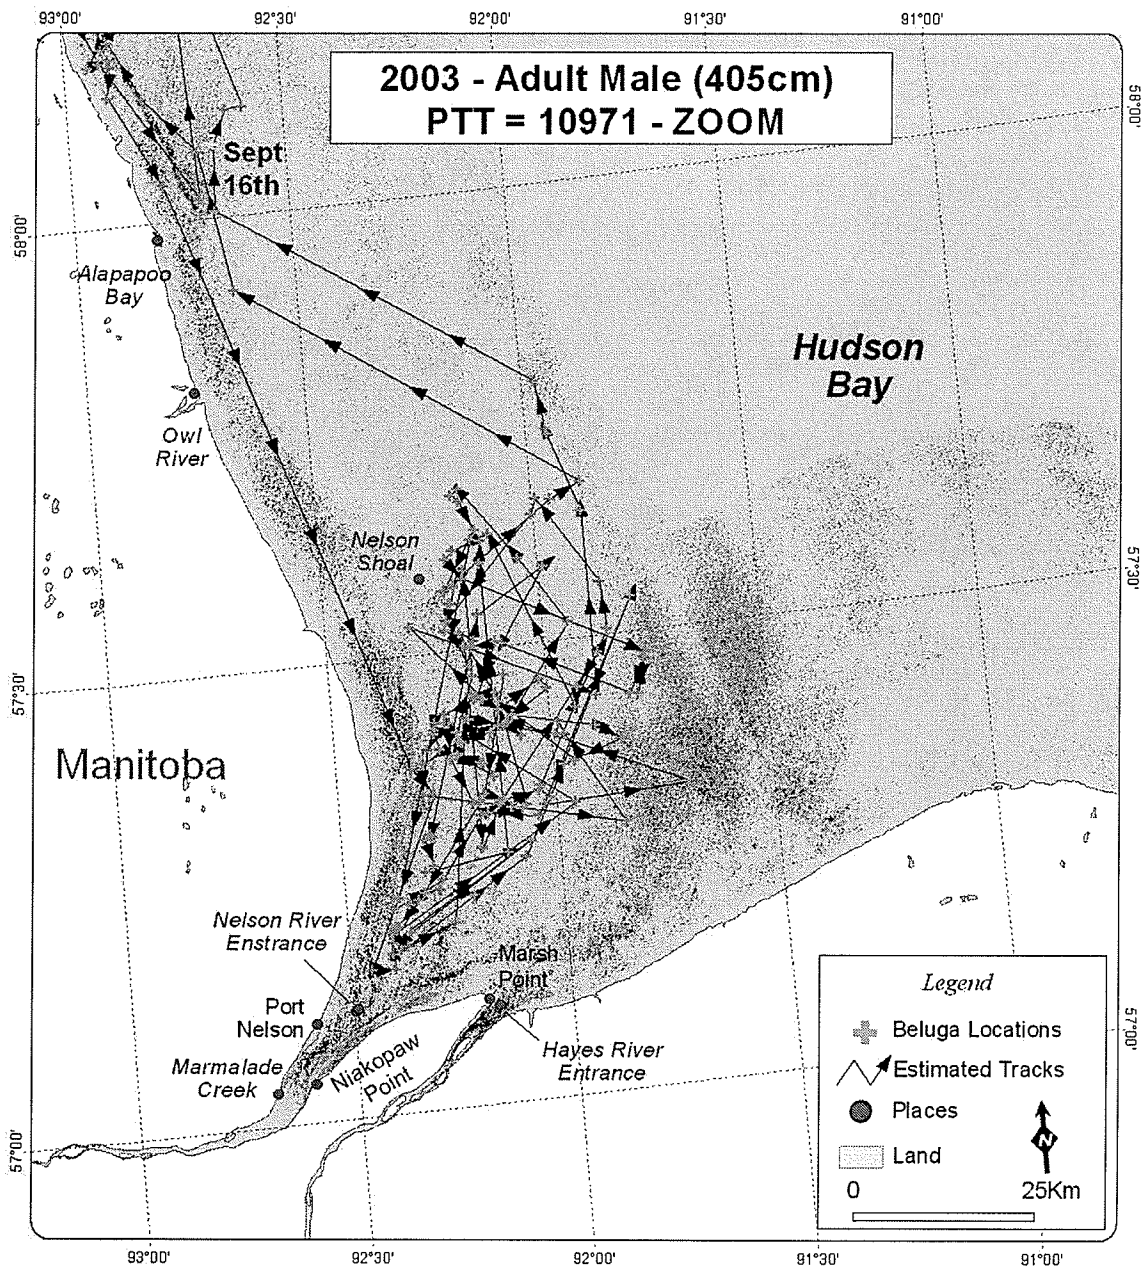 93°00'
92°30'
92°00'
91°30'
91°00'
2003 - Adult Male (405cm)
PTT = 10971 - ZOOM
58°00'
Sept
16th
58°00'
Alapapoo
Bay
Hudson
Bay
Owl
River
Nelson
Shoal
57°30'
57°30'
Manitoba
Nelson River
Enstrance
Marsh
Point
Port
Nelson
Hayes River
Entrance
Marmalade
Creek
Niakopaw
Point
57°00'
57°00'
Legend
Beluga Locations
Estimated Tracks
Places
Land
N
0
25Km
93°00'
92°30'
92°00'
91°30'
91°00'